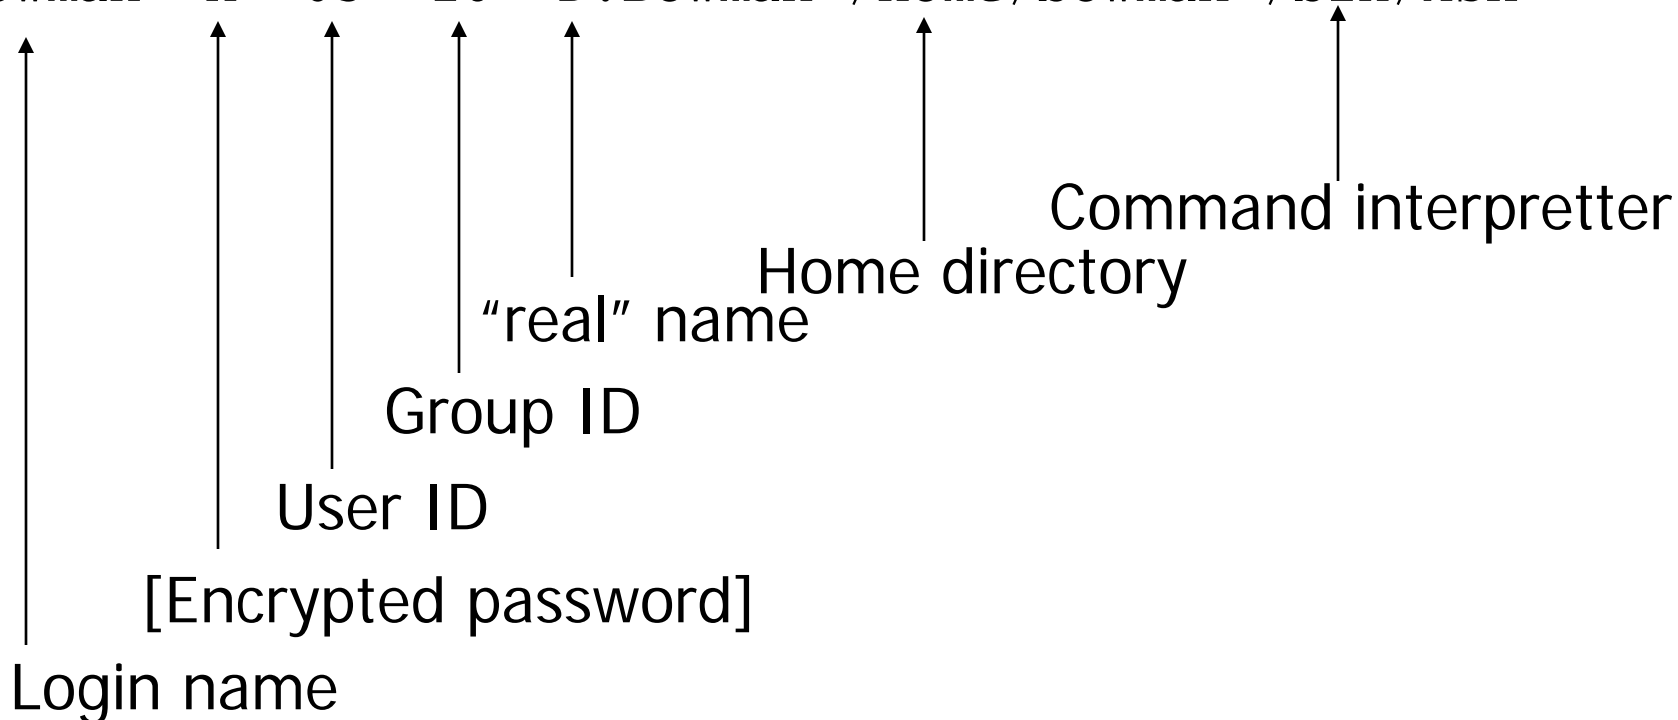 Command interpretter
Home directory
“real” name
Group ID
User ID
[Encrypted password]
Login name